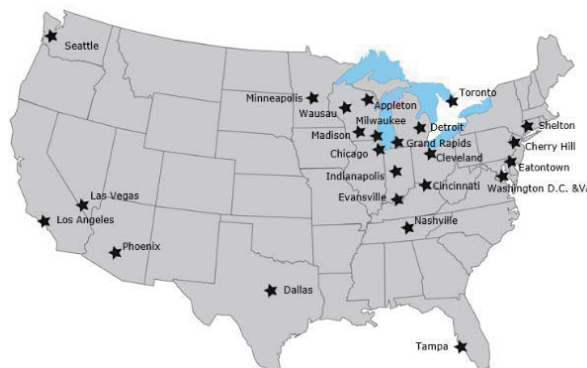 Seattle
Minneapolis
Wausau
Appleton
Toronto
Milwaukee
Madison
Detroit
Shelton
Grand Rapids
Cherry Hill
Chicago
Cleveland
Eatontown
Indianapolis
Cincinnati
Washington D.C. &VA
Las Vegas
Evansville
Los Angeles
Nashville
Phoenix
Dallas
Tampa